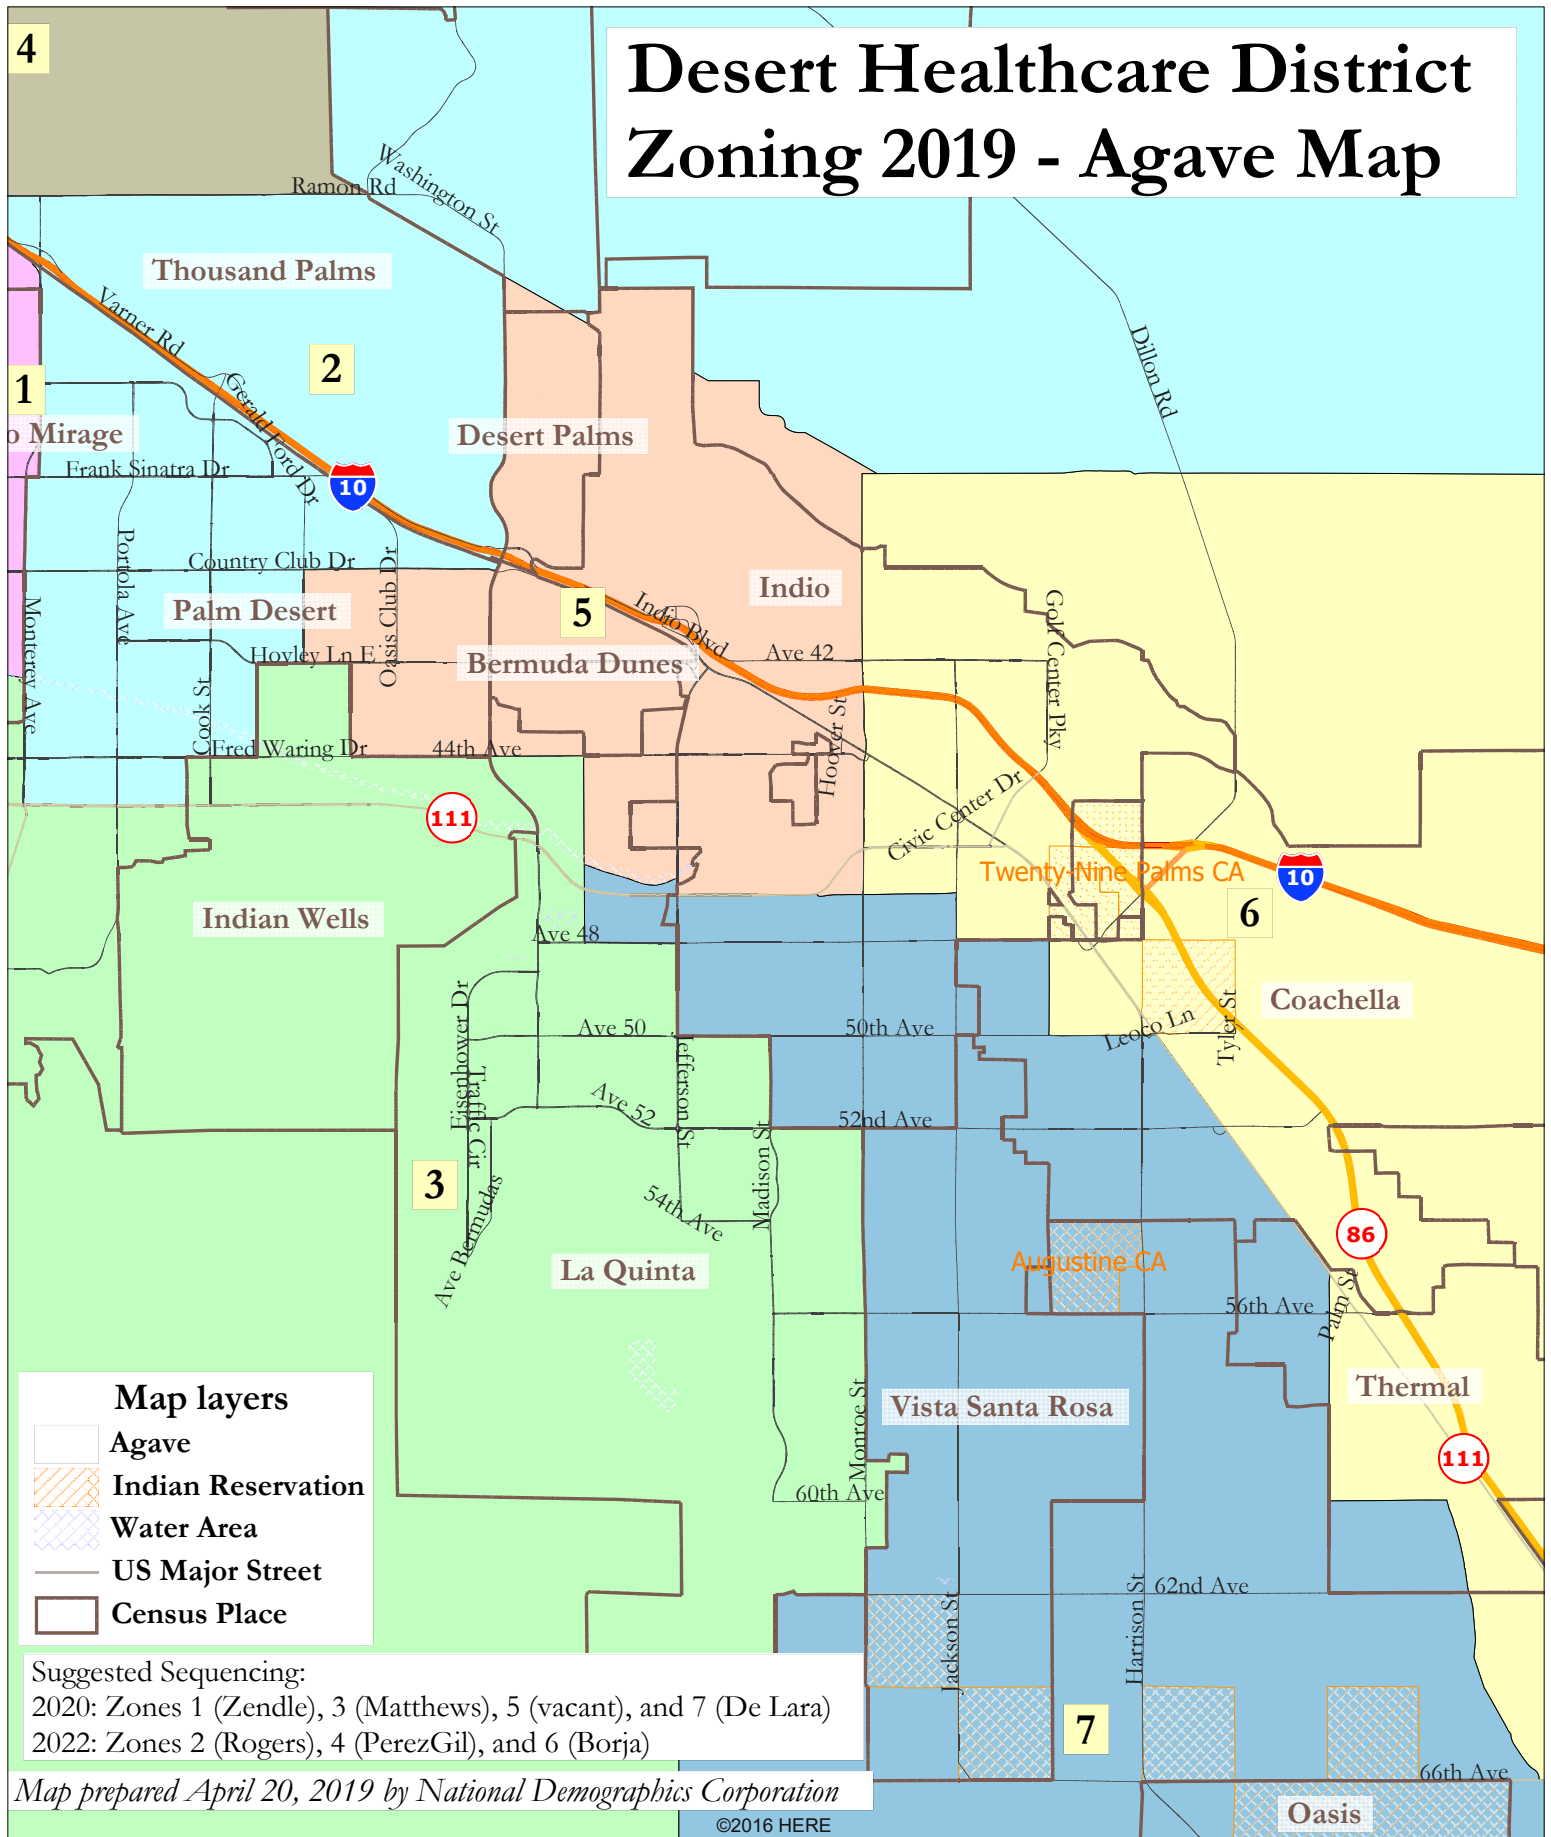 Desert Healthcare District
Zoning 2019 - Agave Map
4
Washington St
Ramon Rd
Thousand Palms
Varner Rd
2
Dillon Rd
1
Gerald Ford Dr
o Mirage
Desert Palms
Frank Sinatra Dr
10
Portola Ave
Country Club Dr
Oasis Club Dr
Indio
Monterey Ave
Palm Desert
5
Indio Blvd
Golf Center Pky
Hovley Ln E
Bermuda Dunes
Ave 42
Cook St
Hoover St
Fred Waring Dr
44th Ave
111
Civic Center Dr
Twenty-Nine Palms CA
10
6
Indian Wells
Ave 48
Coachella
Eisenhower Dr
Ave 50
50th Ave
Leoco Ln
Tyler St
Traffic Cir
Jefferson St
Ave 52
52nd Ave
Madison St
3
54th Ave
Ave Bermudas
86
Augustine CA
La Quinta
56th Ave
Palm St
Thermal
Vista Santa Rosa
Monroe St
111
60th Ave
62nd Ave
Jackson St
Harrison St
7
66th Ave
Oasis
Map layers
Agave
Indian Reservation
Water Area
US Major Street
Census Place
Suggested Sequencing:
2020: Zones 1 (Zendle), 3 (Matthews), 5 (vacant), and 7 (De Lara)
2022: Zones 2 (Rogers), 4 (PerezGil), and 6 (Borja)
Map prepared April 20, 2019 by National Demographics Corporation
©2016 HERE